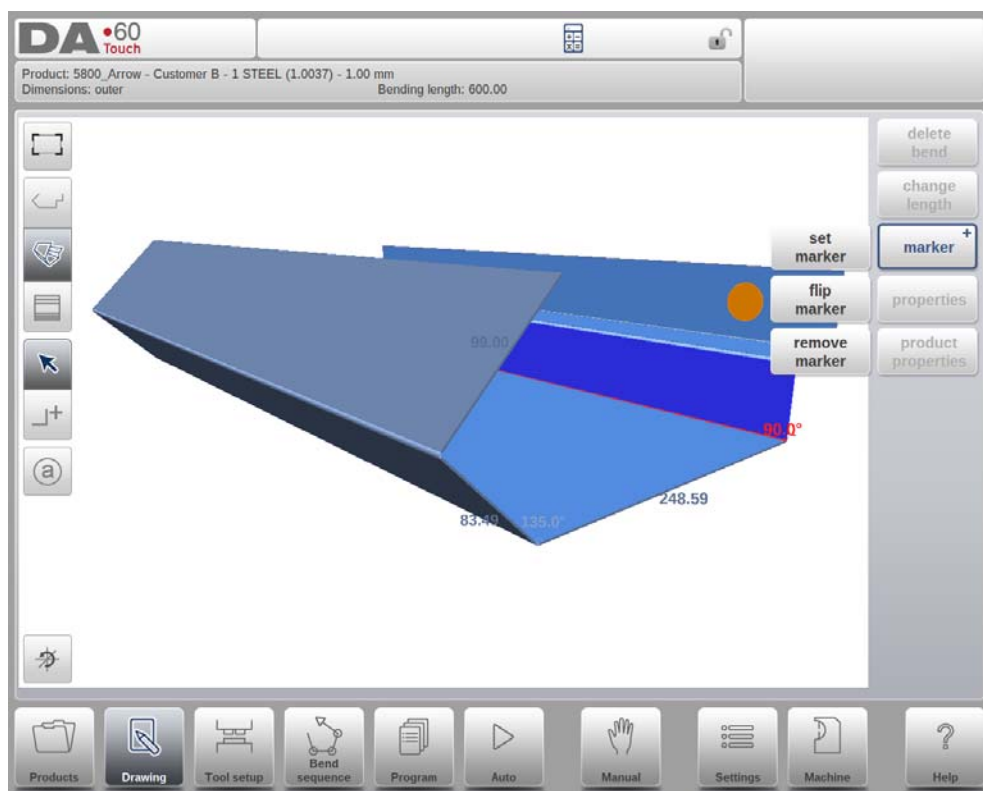 DA•60
Touch
Product: 5800_Arrow - Customer B - 1 STEEL (1.0037) - 1.00 mm
Dimensions: outer
Bending length: 600.00
delete
bend
change
length
set
marker
marker +
flip
marker
properties
remove
marker
product
properties
99.00
90.0°
248.59
83.49
135.0°
a
Products
Drawing
Tool setup
Bend
sequence
Program
Auto
Manual
Settings
Machine
?
Help